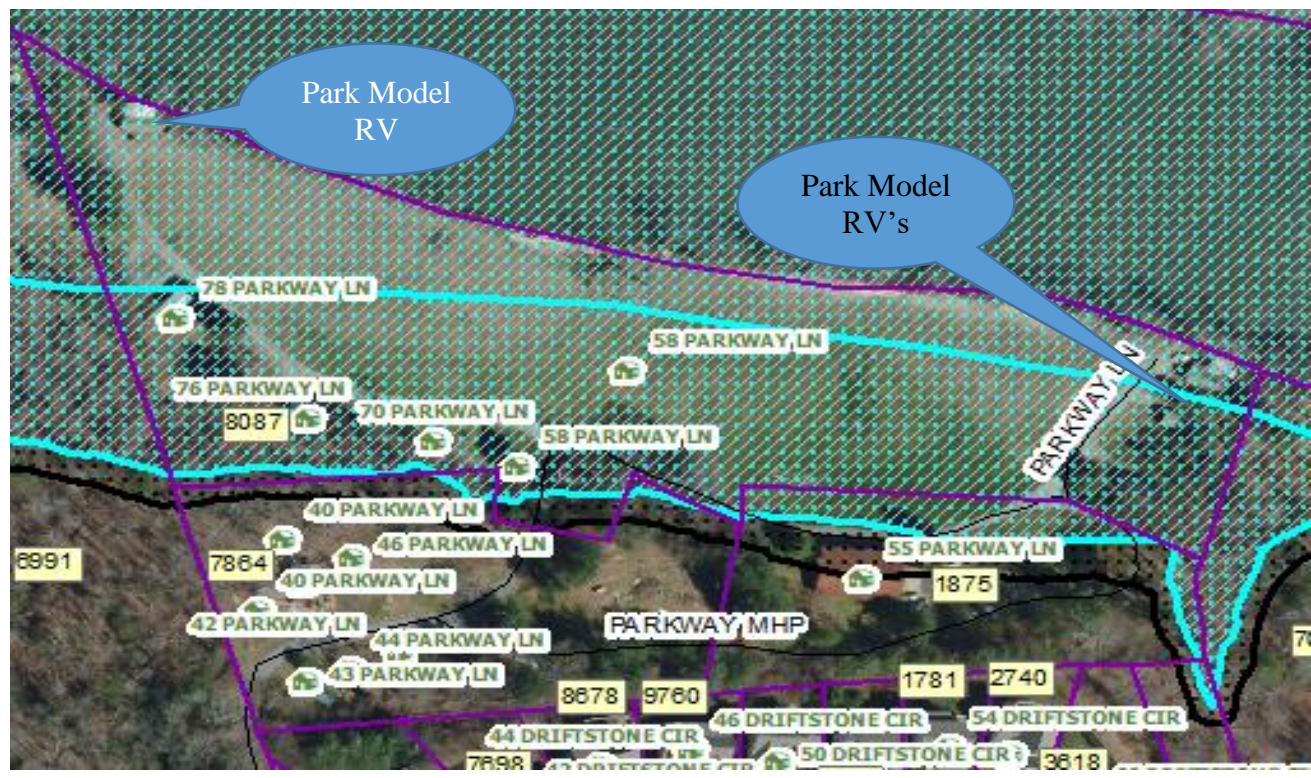 Park Model
RV
Park Model
RV’s
78 PARKWAY LN
58 PARKWAY LN
PARKWAY LN
76 PARKWAY LN
8087
70 PARKWAY LN
58 PARKWAY LN
40 PARKWAY LN
6991
7864
46 PARKWAY LN
55 PARKWAY LN
40 PARKWAY LN
1875
42 PARKWAY LN
PARKWAY MHP
44 PARKWAY LN
43 PARKWAY LN
8678
9760
1781
2740
46 DRIFTSTONE CIR
54 DRIFTSTONE CIR
44 DRIFTSTONE CIR
50 DRIFTSTONE CIR
7698
42 DRIFTSTONE CIR
3618